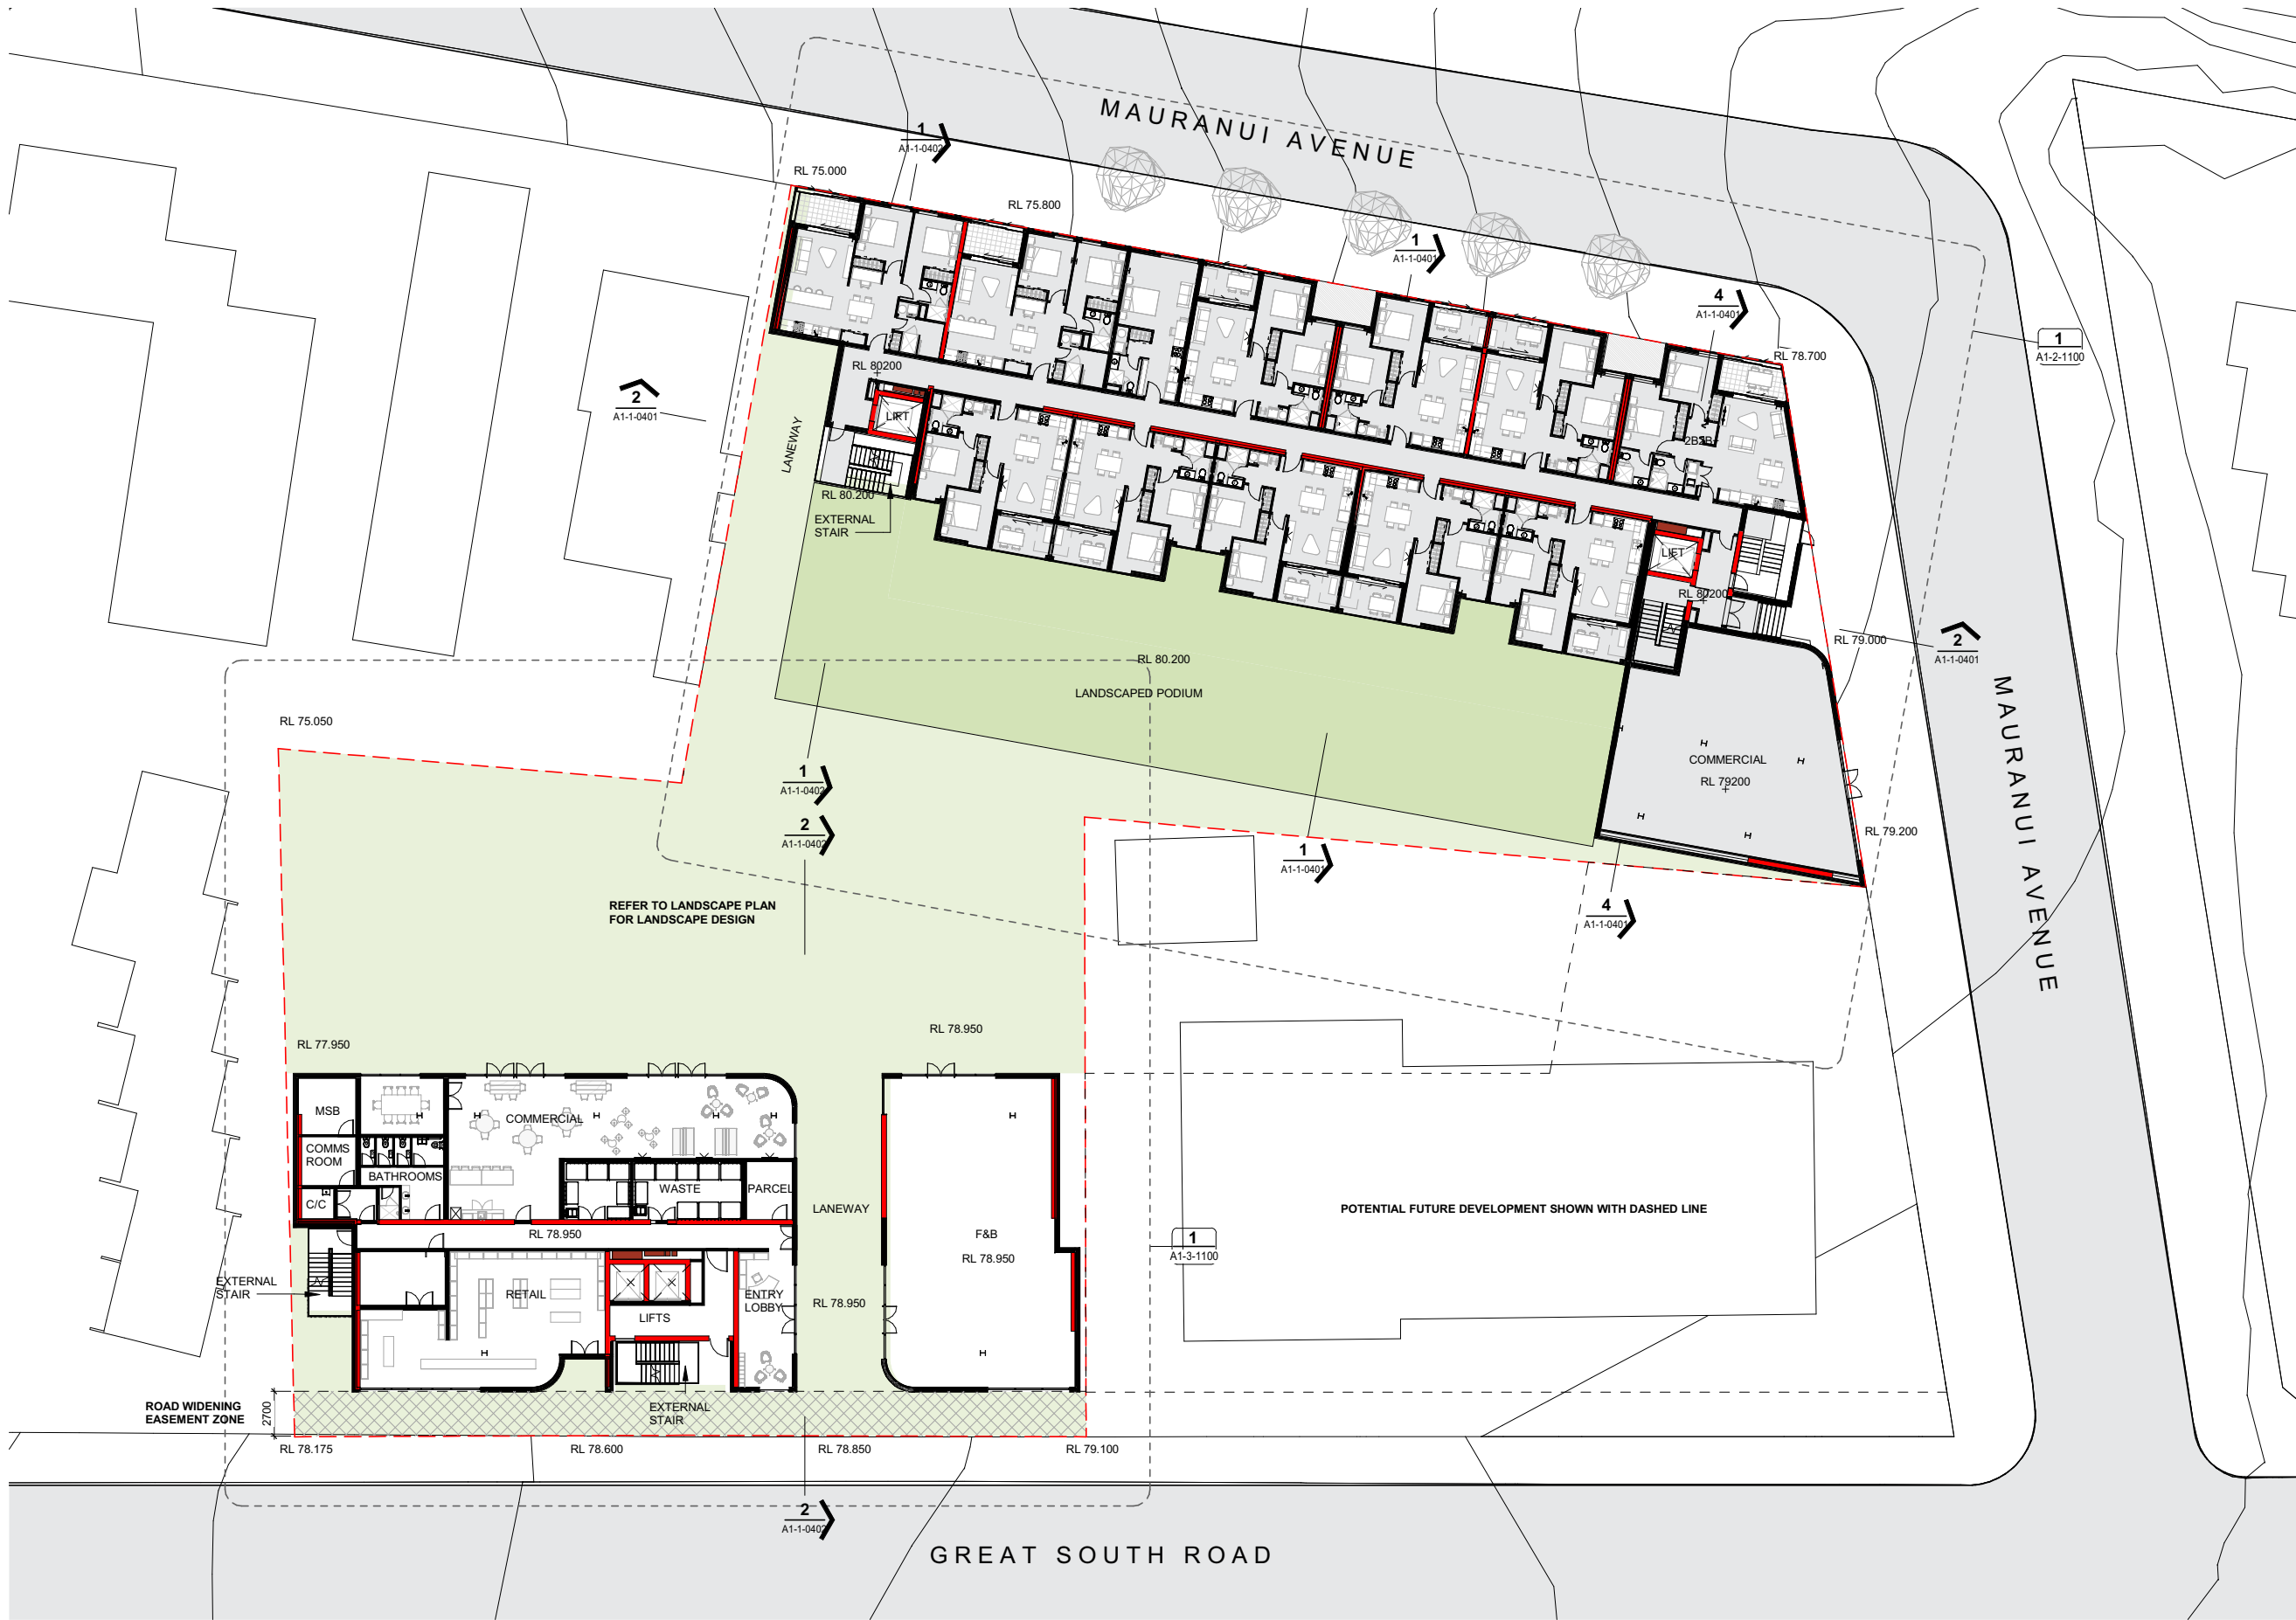 MAURANUI AVENUE
1
A1-1-0402
RL 75.000
RL 75.800
1
A1-1-0401
4
A1-1-0401
1
A1-2-1100
RL 78.700
RL 80200
2
A1-1-0401
LIFT
LANEWAY
2B2B+
RL 80.200
EXTERNAL
STAIR
LIFT
RL 80200
RL 79.000
2
A1-1-0401
RL 80.200
LANDSCAPED PODIUM
MAURANUI AVENUE
RL 75.050
COMMERCIAL
RL 79200
1
A1-1-0402
2
A1-1-0402
RL 79.200
1
A1-1-0401
REFER TO LANDSCAPE PLAN
FOR LANDSCAPE DESIGN
4
A1-1-0401
RL 78.950
RL 77.950
MSB
COMMERCIAL
COMMS
ROOM
BATHROOMS
C/C
WASTE
PARCEL
LANEWAY
POTENTIAL FUTURE DEVELOPMENT SHOWN WITH DASHED LINE
RL 78.950
F&B
RL 78.950
1
A1-3-1100
EXTERNAL
STAIR
RETAIL
ENTRY
LOBBY
RL 78.950
LIFTS
ROAD WIDENING
EASEMENT ZONE
2700
EXTERNAL
STAIR
RL 78.175
RL 78.600
RL 78.850
RL 79.100
2
A1-1-0402
GREAT SOUTH ROAD